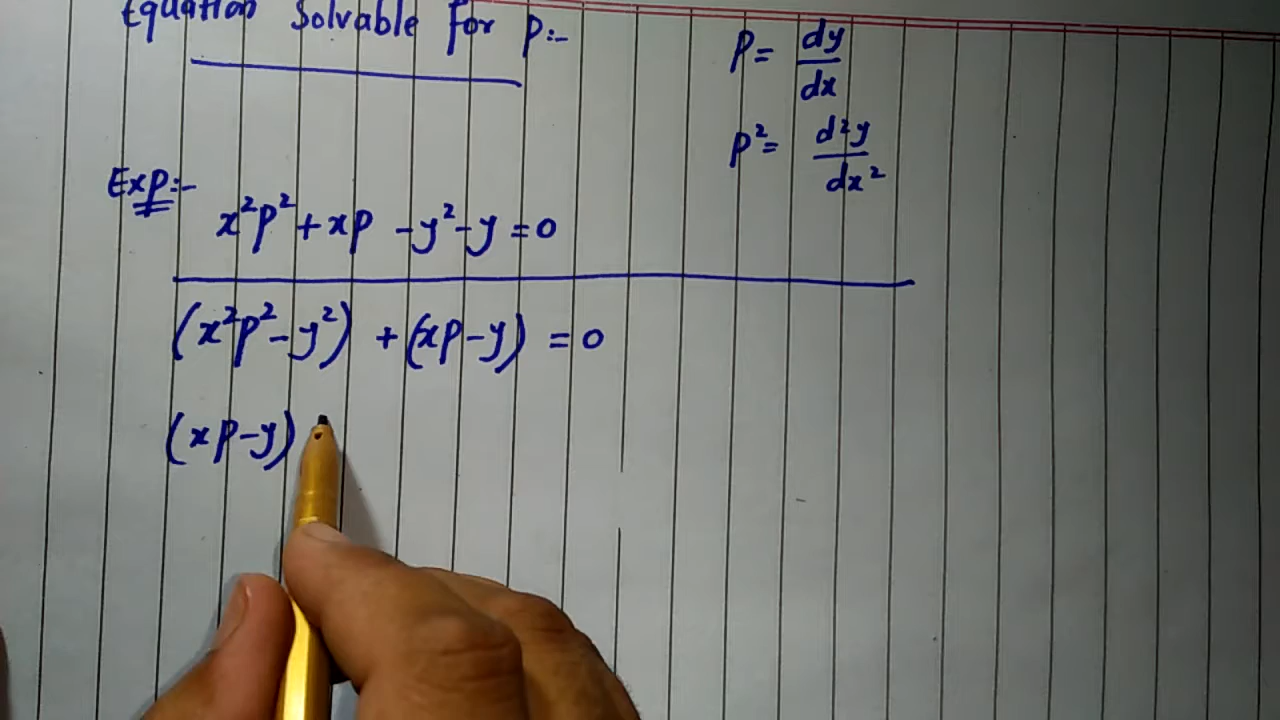 Equation Solvable for p:-
p = dy/dx
p² = d²y/dx²
Exp:-
x²p² + xp - y² - y = 0
(x²p² - y²) + (xp - y) = 0
(xp - y)